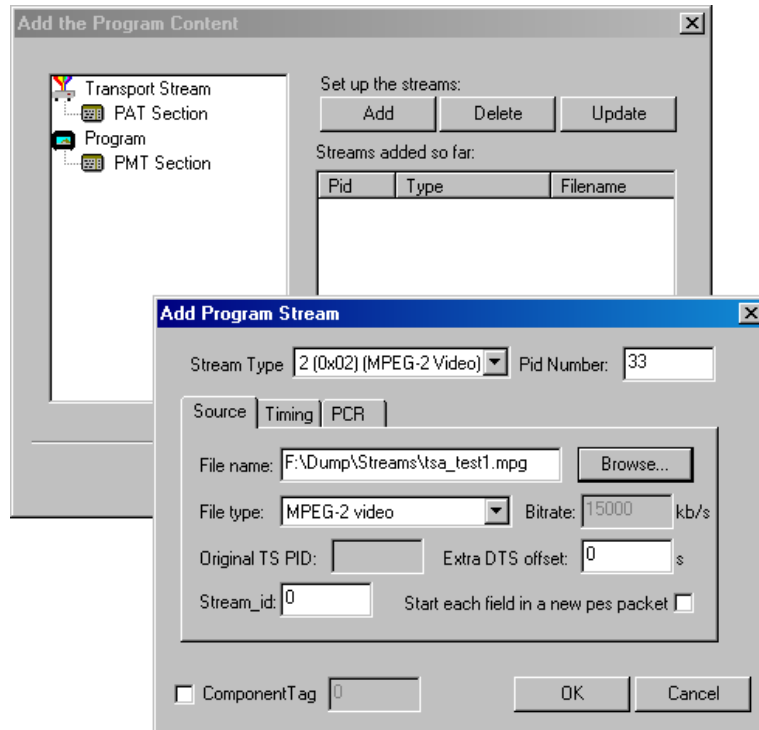 Add the Program Content
Transport Stream
PAT Section
Program
PMT Section
Set up the streams:
Add Delete Update
Streams added so far:
Pid Type Filename
Add Program Stream
Stream Type 2 (0x02) (MPEG-2 Video) Pid Number: 33
Source Timing PCR
File name: F:\Dump\Streams\tsa_test1.mpg Browse...
File type: MPEG-2 video Bitrate: 15000 kb/s
Original TS PID: Extra DTS offset: 0 s
Stream_id: 0 Start each field in a new pes packet
ComponentTag 0 OK Cancel